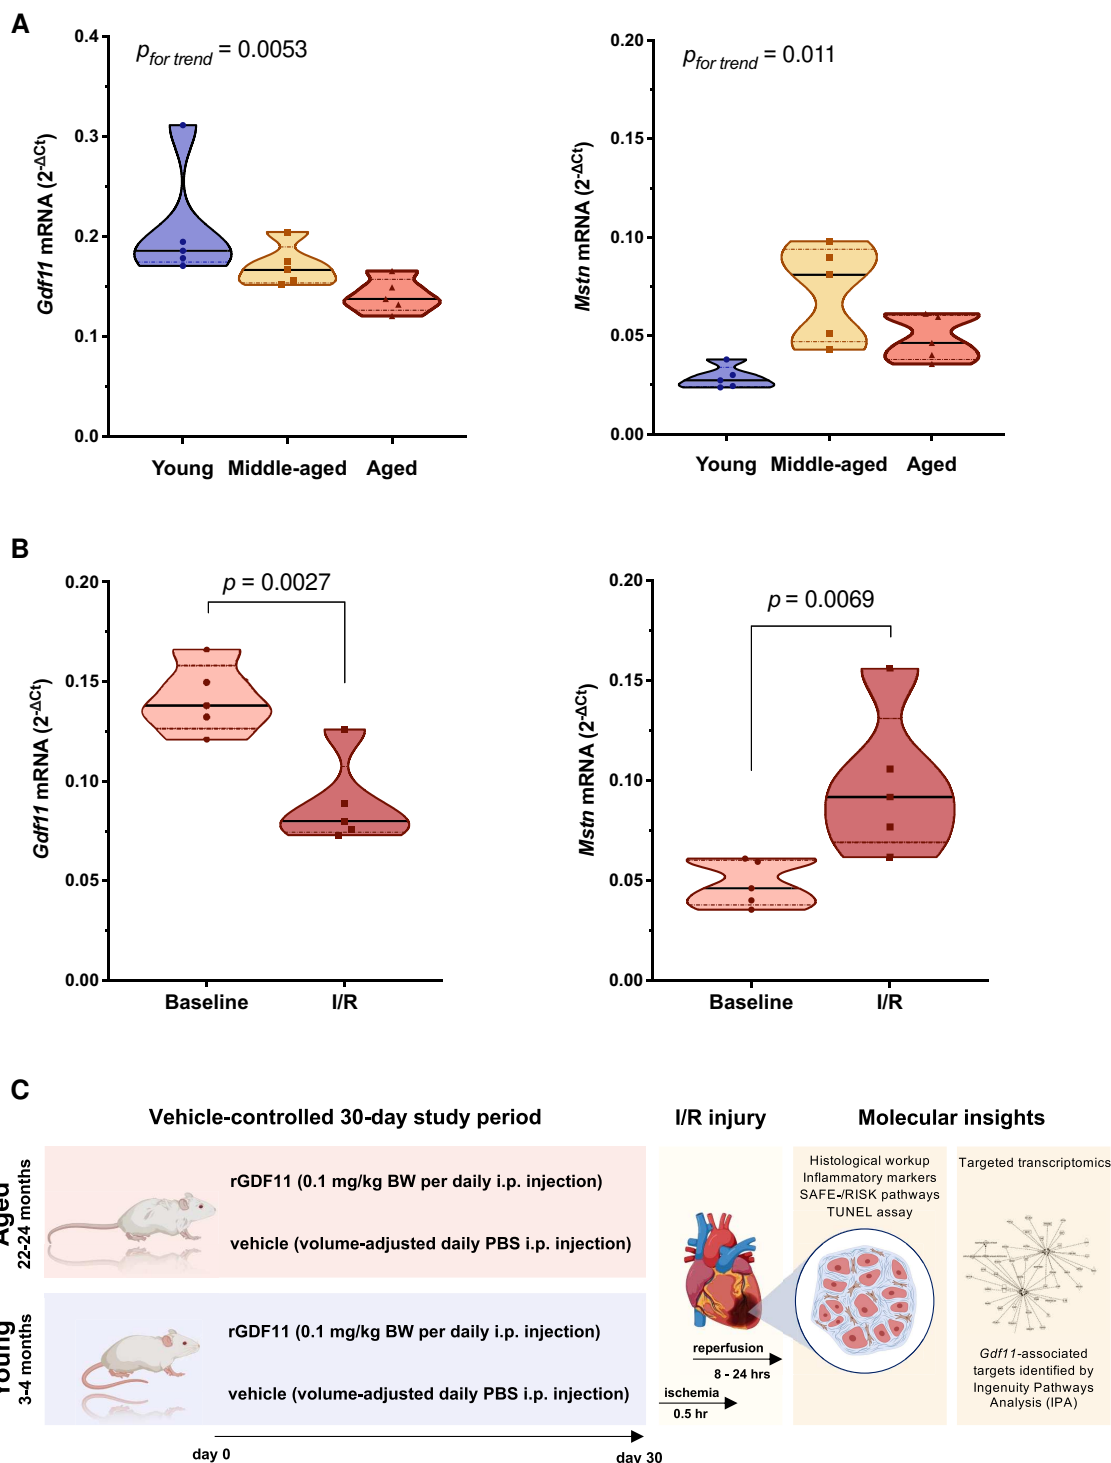 A
p for trend = 0.0053
Gdf11 mRNA (2-ΔCt)
0.4
0.3
0.2
0.1
0.0
Young Middle-aged Aged
p for trend = 0.011
Mstn mRNA (2-ΔCt)
0.20
0.15
0.10
0.05
0.00
Young Middle-aged Aged
B
p = 0.0027
Gdf11 mRNA (2-ΔCt)
0.20
0.15
0.10
0.05
0.00
Baseline I/R
p = 0.0069
Mstn mRNA (2-ΔCt)
0.20
0.15
0.10
0.05
0.00
Baseline I/R
C
Vehicle-controlled 30-day study period
I/R injury
Molecular insights
Aged
22-24 months
rGDF11 (0.1 mg/kg BW per daily i.p. injection)
vehicle (volume-adjusted daily PBS i.p. injection)
Young
3-4 months
rGDF11 (0.1 mg/kg BW per daily i.p. injection)
vehicle (volume-adjusted daily PBS i.p. injection)
day 0
day 30
reperfusion
8 - 24 hrs
ischemia
0.5 hr
Histological workup
Inflammatory markers
SAFE-/RISK pathways
TUNEL assay
Targeted transcriptomics
Gdf11-associated
targets identified by
Ingenuity Pathways
Analysis (IPA)